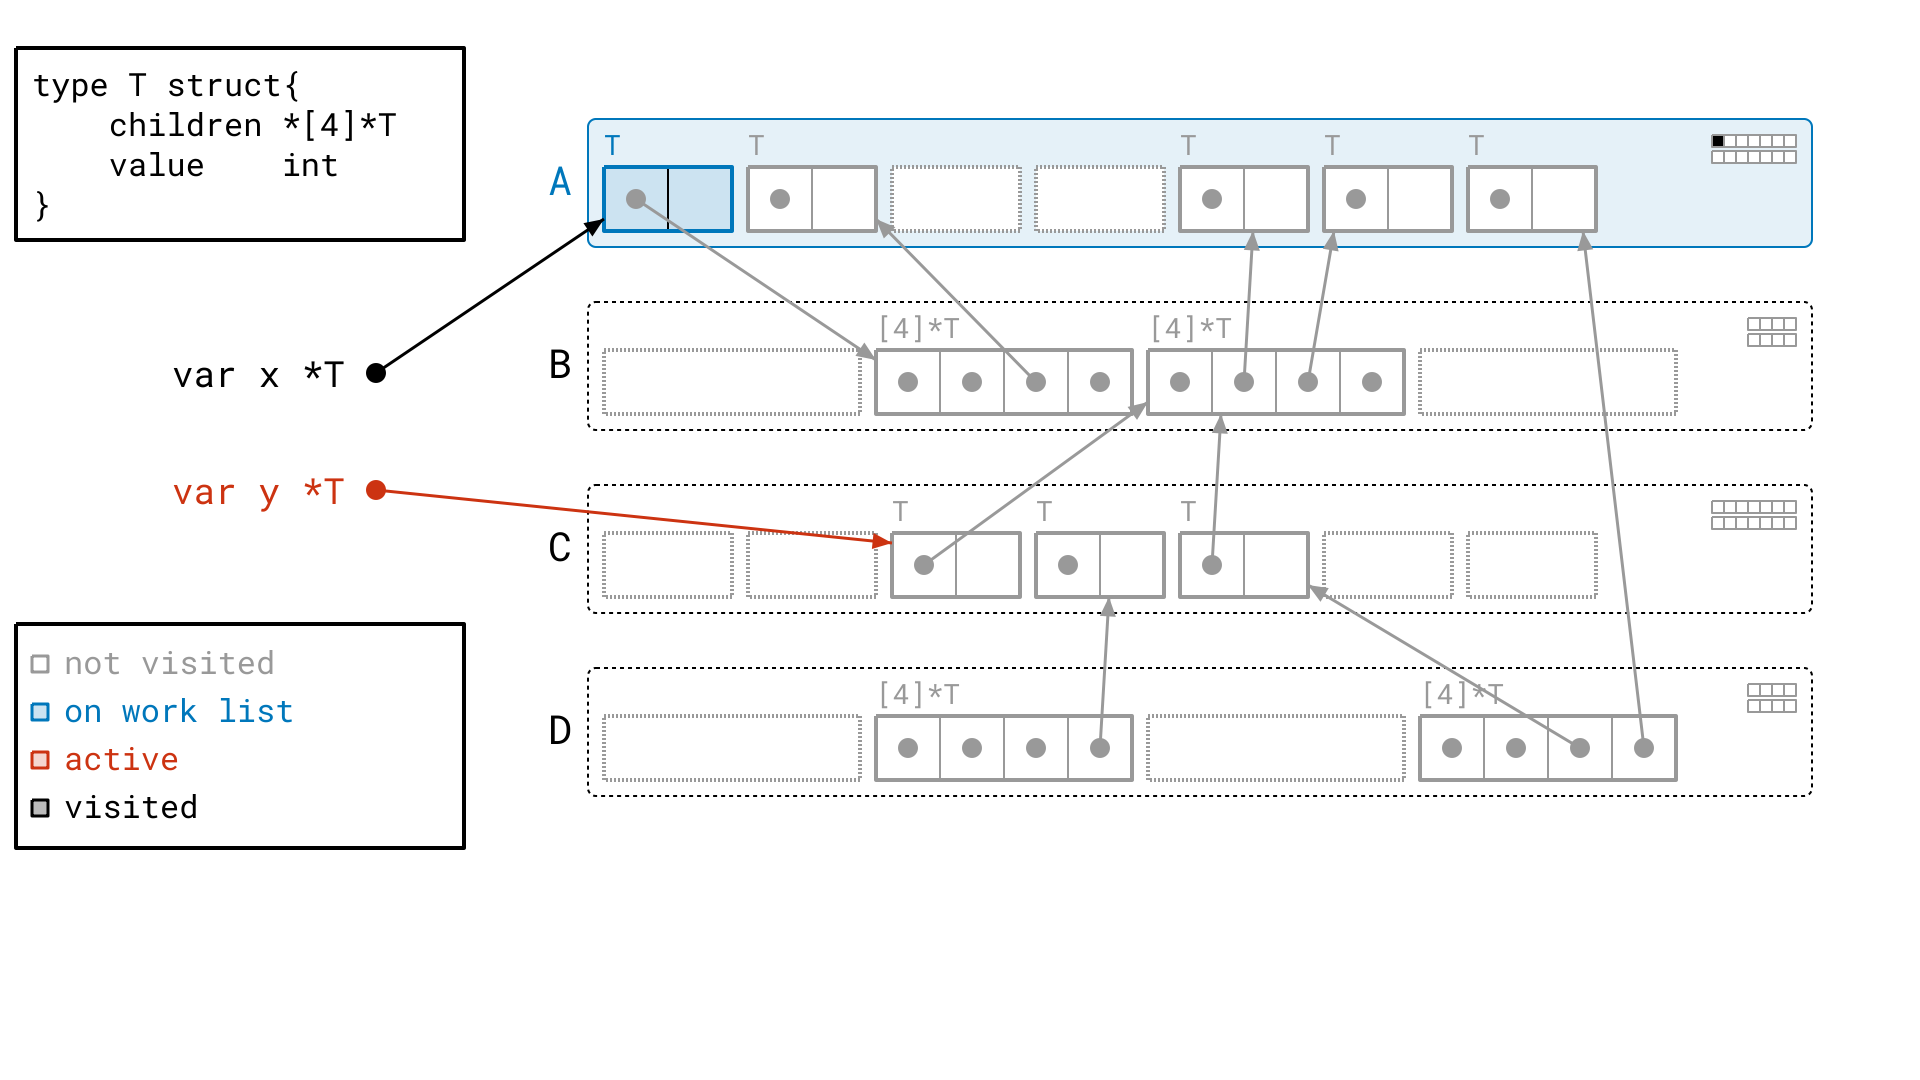 type T struct{
    children *[4]*T
    value    int
}
var x *T
var y *T
not visited
on work list
active
visited
A
T
T
T
T
T
B
[4]*T
[4]*T
C
T
T
T
D
[4]*T
[4]*T